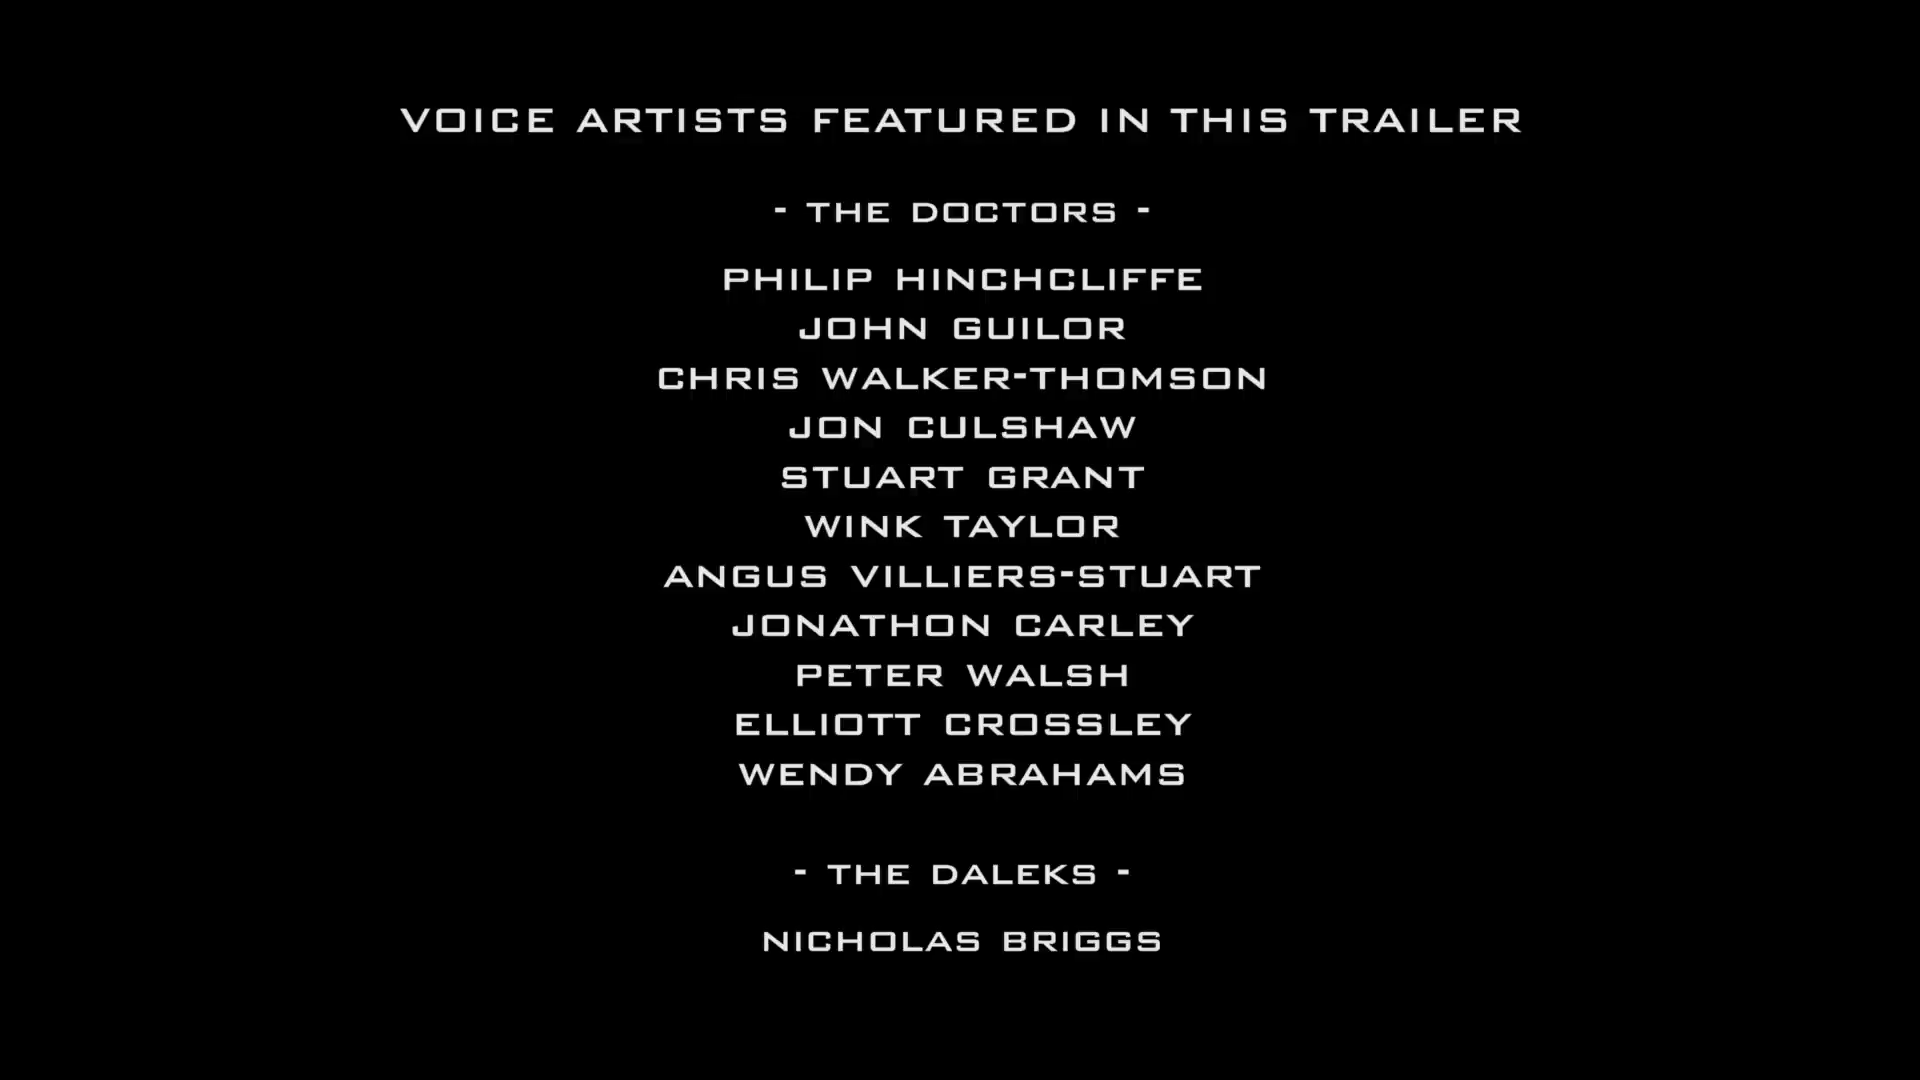 VOICE ARTISTS FEATURED IN THIS TRAILER
- THE DOCTORS -
PHILIP HINCHCLIFFE
JOHN GUILOR
CHRIS WALKER-THOMSON
JON CULSHAW
STUART GRANT
WINK TAYLOR
ANGUS VILLIERS-STUART
JONATHON CARLEY
PETER WALSH
ELLIOTT CROSSLEY
WENDY ABRAHAMS
- THE DALEKS -
NICHOLAS BRIGGS